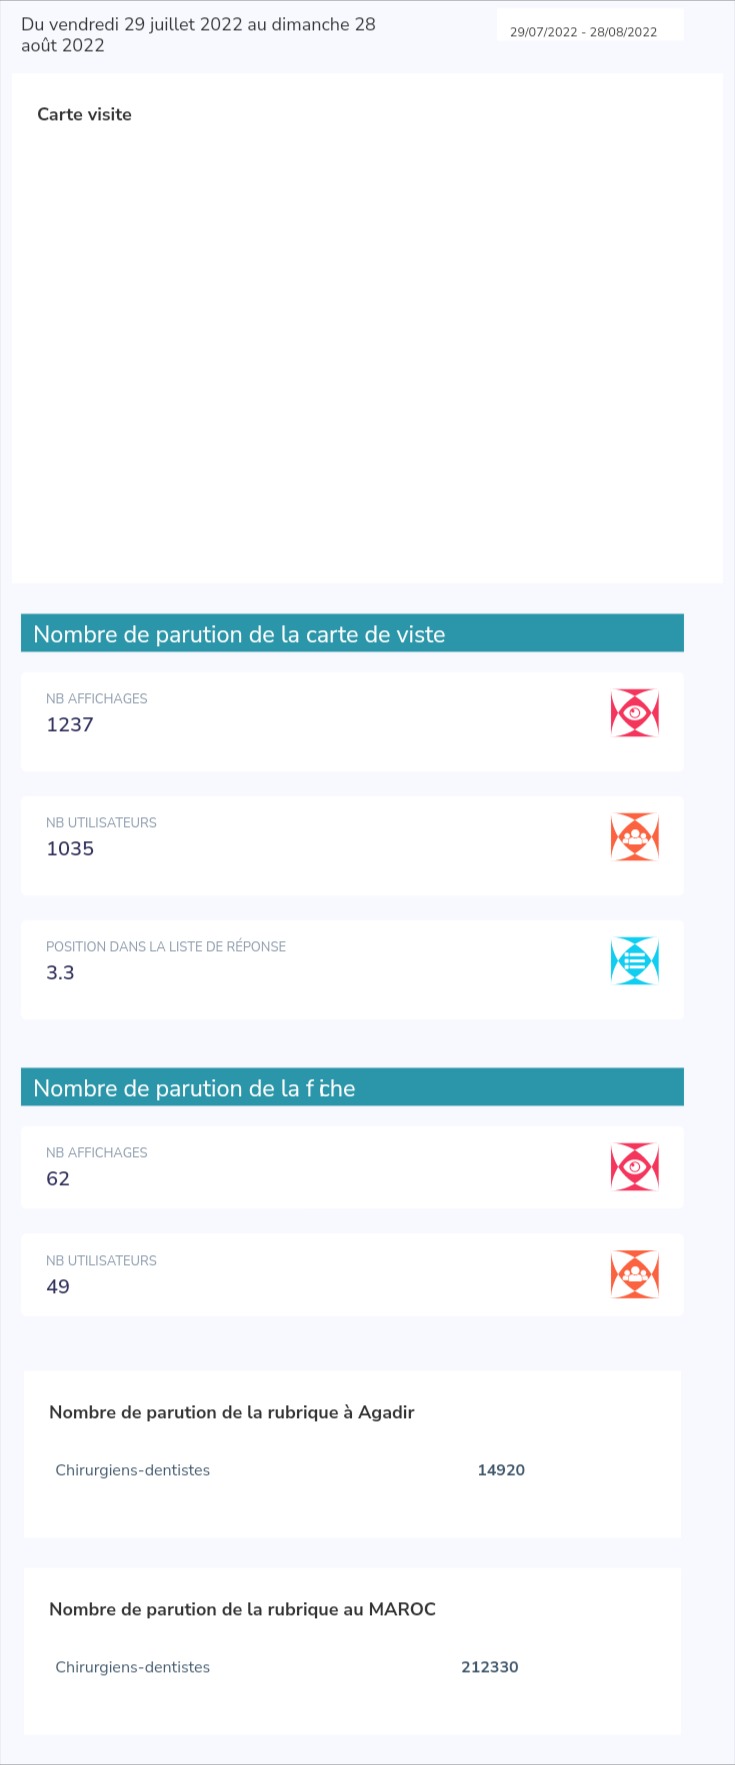 Du vendredi 29 juillet 2022 au dimanche 28
août 2022
29/07/2022 - 28/08/2022
Carte visite
Nombre de parution de la carte de viste
NB AFFICHAGES
1237
NB UTILISATEURS
1035
POSITION DANS LA LISTE DE RÉPONSE
3.3
Nombre de parution de la fiche
NB AFFICHAGES
62
NB UTILISATEURS
49
Nombre de parution de la rubrique à Agadir
Chirurgiens-dentistes 14920
Nombre de parution de la rubrique au MAROC
Chirurgiens-dentistes 212330